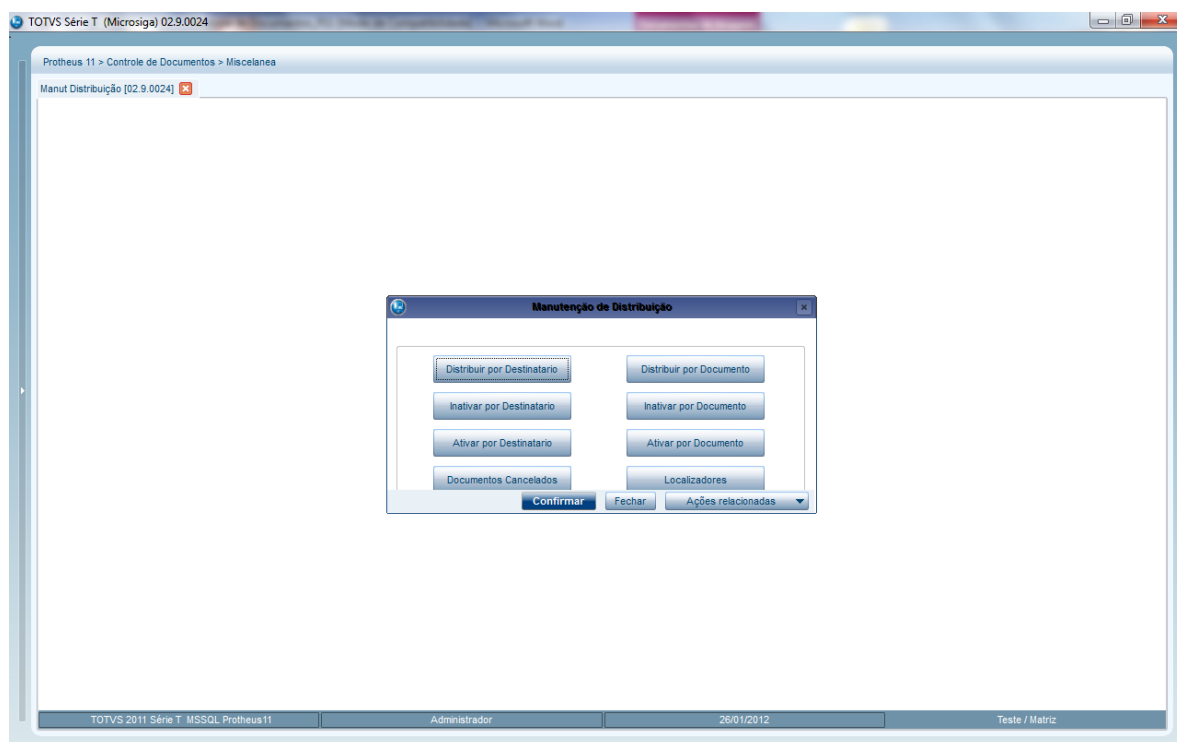 TOTVS Série T (Microsiga) 02.9.0024
Protheus 11 > Controle de Documentos > Miscelanea
Manut Distribuição [02.9.0024]
Manutenção de Distribuição
Distribuir por Destinatario Distribuir por Documento
Inativar por Destinatario Inativar por Documento
Ativar por Destinatario Ativar por Documento
Documentos Cancelados Localizadores
Confirmar Fechar Ações relacionadas
TOTVS 2011 Série T MSSQL Protheus11 Administrador 26/01/2012 Teste / Matriz